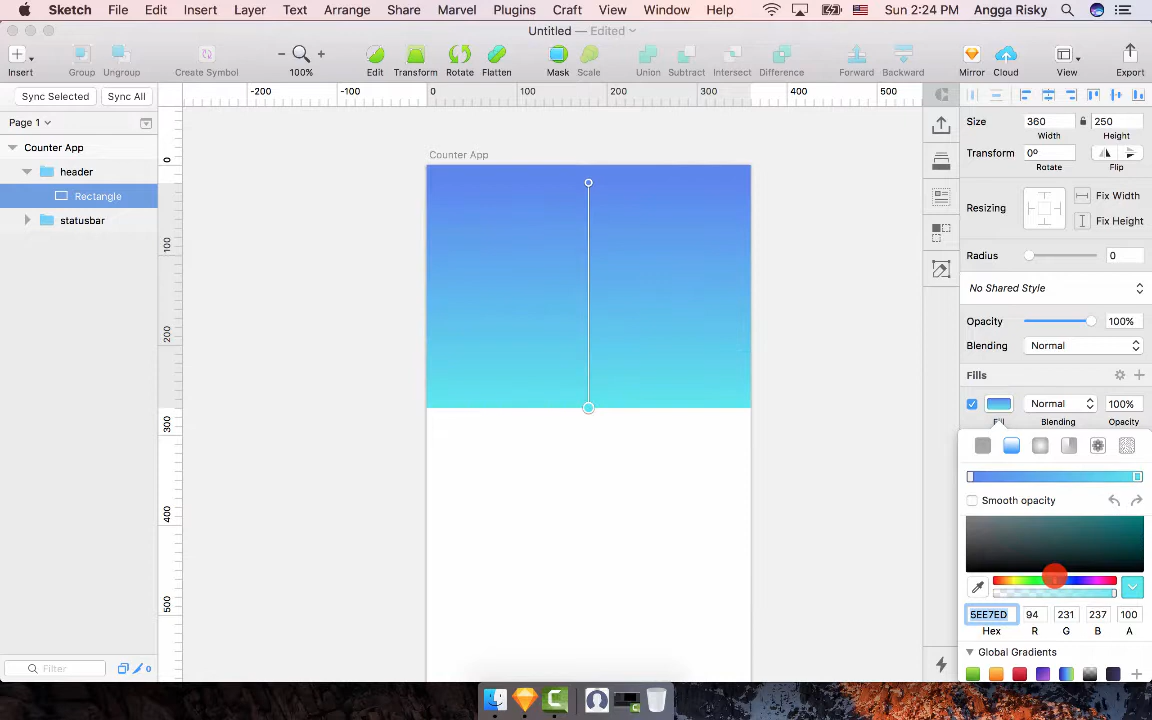 Sketch File Edit Insert Layer Text Arrange Share Marvel Plugins Craft View Window Help Sun 2:24 PM Angga Risky
Untitled — Edited
Insert Group Ungroup Create Symbol 100% Edit Transform Rotate Flatten Mask Scale Union Subtract Intersect Difference Forward Backward Mirror Cloud View Export
Sync Selected Sync All
-200 -100 0 100 200 300 400 500
Page 1
Counter App
header
Rectangle
statusbar
0
100
200
300
400
500
Counter App
Size 360 250
Width Height
Transform 0º
Rotate Flip
Resizing Fix Width
Fix Height
Radius 0
No Shared Style
Opacity 100%
Blending Normal
Fills
Normal 100%
Fill Blending Opacity
Smooth opacity
5EE7ED 94 231 237 100
Hex R G B A
Global Gradients
Filter 0